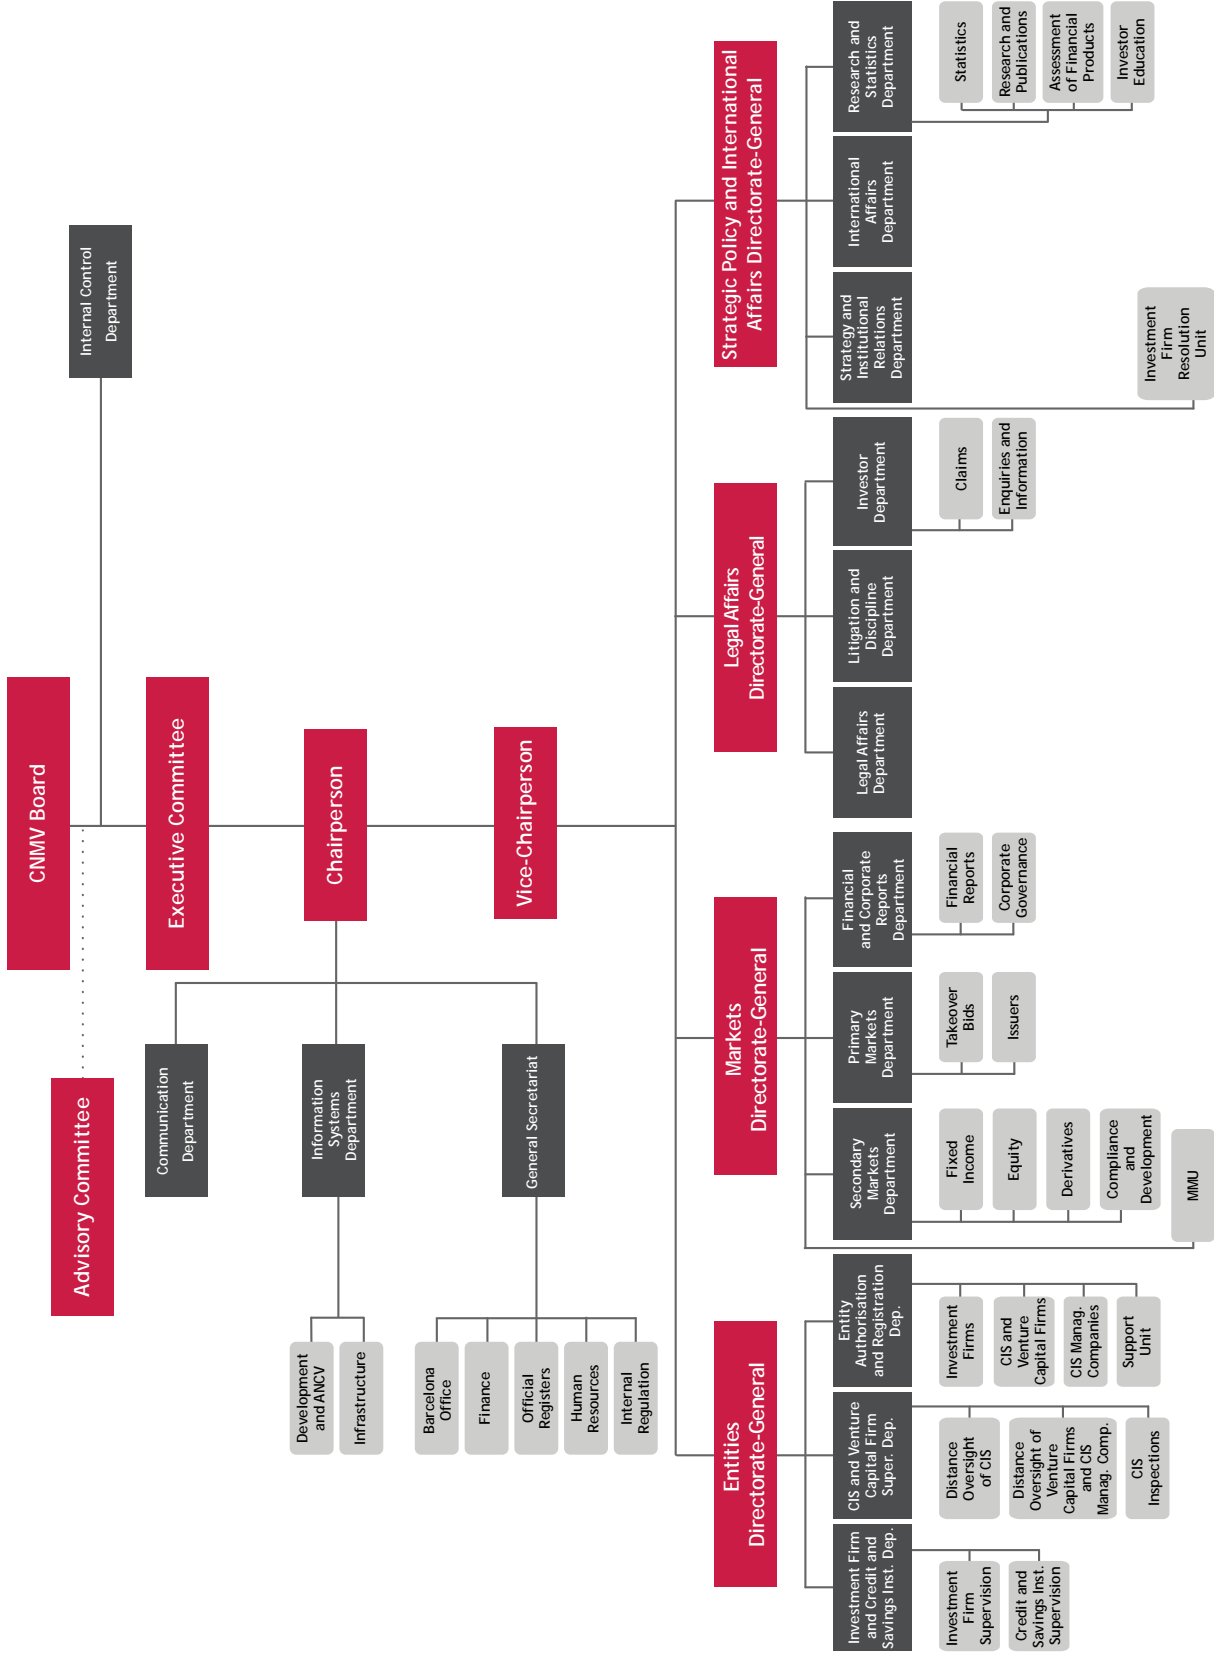 CNMV Board
Advisory Committee
Internal Control
Department
Executive Committee
Chairperson
Vice-Chairperson
Communication
Department
Information
Systems
Department
General Secretariat
Development
and ANCV
Infrastructure
Barcelona
Office
Finance
Official
Registers
Human
Resources
Internal
Regulation
Entities
Directorate-General
Markets
Directorate-General
Legal Affairs
Directorate-General
Strategic Policy and International
Affairs Directorate-General
Investment Firm
and Credit and
Savings Inst. Dep.
CIS and Venture
Capital Firm
Super. Dep.
Entity
Authorisation
and Registration
Dep.
Secondary
Markets
Department
Primary
Markets
Department
Financial
and Corporate
Reports
Department
Legal Affairs
Department
Litigation and
Discipline
Department
Investor
Department
Strategy and
Institutional
Relations
Department
International
Affairs
Department
Research and
Statistics
Department
Investment
Firm
Supervision
Credit and
Savings Inst.
Supervision
Distance
Oversight
of CIS
Distance
Oversight of
Venture
Capital Firms
and CIS
Manag. Comp.
CIS
Inspections
Investment
Firms
CIS and
Venture
Capital Firms
CIS Manag.
Companies
Support
Unit
Fixed
Income
Equity
Derivatives
Compliance
and
Development
MMU
Takeover
Bids
Issuers
Financial
Reports
Corporate
Governance
Claims
Enquiries and
Information
Investment
Firm
Resolution
Unit
Statistics
Research and
Publications
Assessment
of Financial
Products
Investor
Education